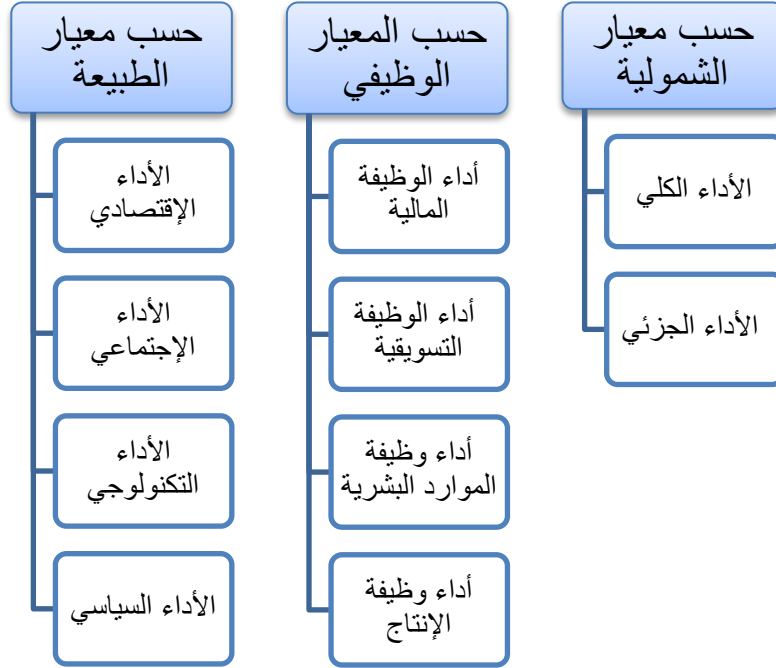 حسب معيار
الشمولية
الأداء الكلي
الأداء الجزئي
حسب المعيار
الوظيفي
أداء الوظيفة
المالية
أداء الوظيفة
التسويقية
أداء وظيفة
الموارد البشرية
أداء وظيفة
الإنتاج
حسب معيار
الطبيعة
الأداء
الإقتصادي
الأداء
الإجتماعي
الأداء
التكنولوجي
الأداء السياسي